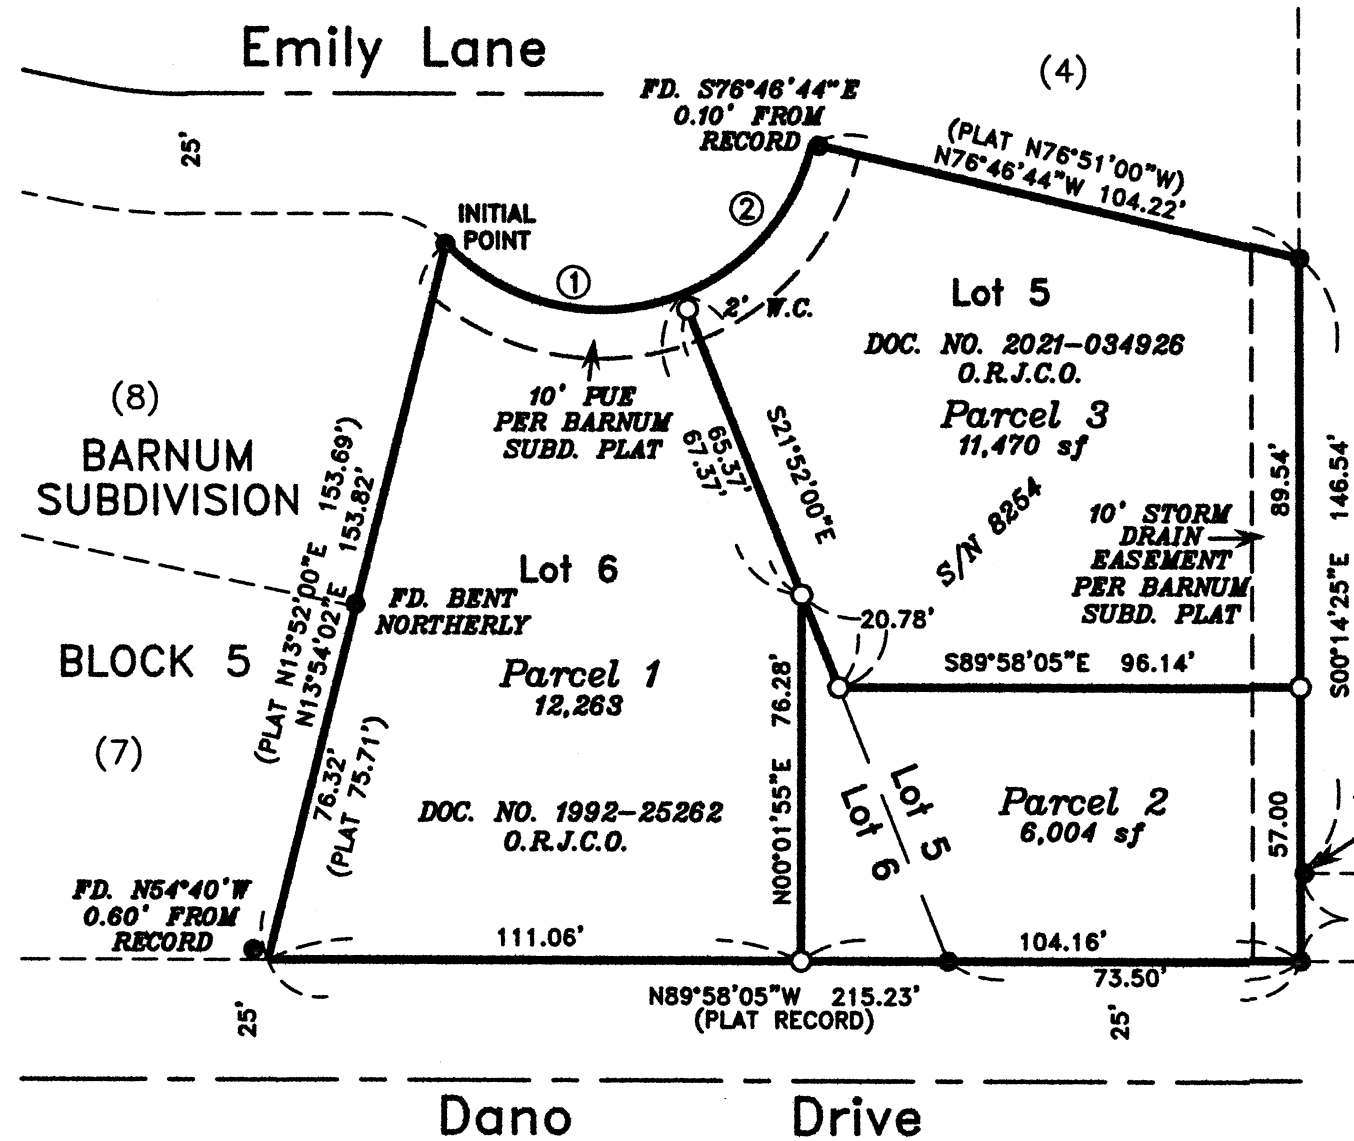 Emily Lane
(4)
FD. S76°46'44"E
0.10' FROM
RECORD
25'
(PLAT N76°51'00"W)
N76°46'44"W 104.22'
INITIAL
POINT
②
①
2' W.C.
Lot 5
DOC. NO. 2021-034926
O.R.J.C.O.
Parcel 3
11,470 sf
10' PUE
PER BARNUM
SUBD. PLAT
65.37'
67.37'
S21°52'00"E
S/N 8254
89.54'
S00°14'25"E 146.54'
10' STORM
DRAIN
EASEMENT
PER BARNUM
SUBD. PLAT
(8)
BARNUM
SUBDIVISION
(PLAT N13°52'00"E 153.69')
N13°54'02"E 153.82'
Lot 6
FD. BENT
NORTHERLY
20.78'
S89°58'05"E 96.14'
BLOCK 5
Parcel 1
12,263
(7)
76.32'
(PLAT 75.71')
N00°01'55"E 76.28'
Lot 5
Lot 6
Parcel 2
6,004 sf
57.00
DOC. NO. 1992-25262
O.R.J.C.O.
FD. N54°40'W
0.60' FROM
RECORD
111.06'
104.16'
73.50'
N89°58'05"W 215.23'
(PLAT RECORD)
25'
25'
Dano Drive